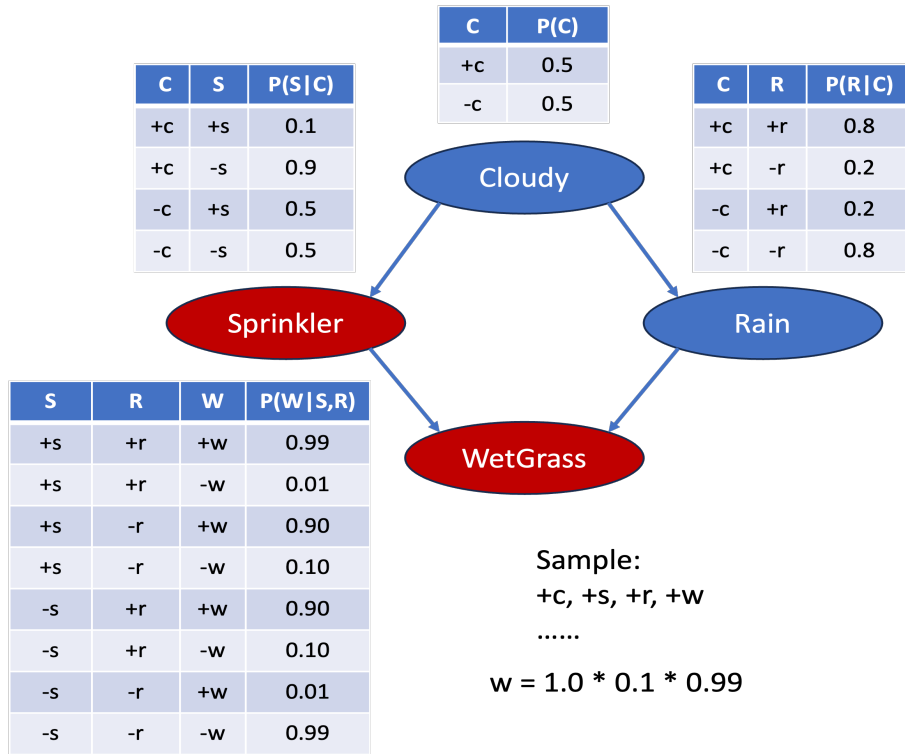 C P(C)
+c 0.5
-c 0.5
C S P(S|C)
+c +s 0.1
+c -s 0.9
-c +s 0.5
-c -s 0.5
C R P(R|C)
+c +r 0.8
+c -r 0.2
-c +r 0.2
-c -r 0.8
Cloudy
Sprinkler
Rain
WetGrass
S R W P(W|S,R)
+s +r +w 0.99
+s +r -w 0.01
+s -r +w 0.90
+s -r -w 0.10
-s +r +w 0.90
-s +r -w 0.10
-s -r +w 0.01
-s -r -w 0.99
Sample:
+c, +s, +r, +w
......
w = 1.0 * 0.1 * 0.99